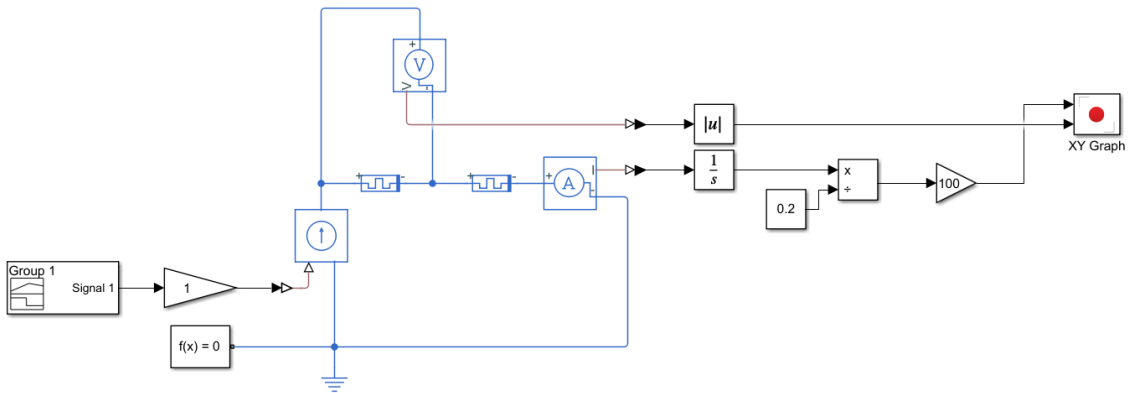 +
V
V
-
|u|
XY Graph
+
-
+
-
+
A
I
-
1
s
x
÷
100
0.2
Group 1
Signal 1
1
f(x) = 0